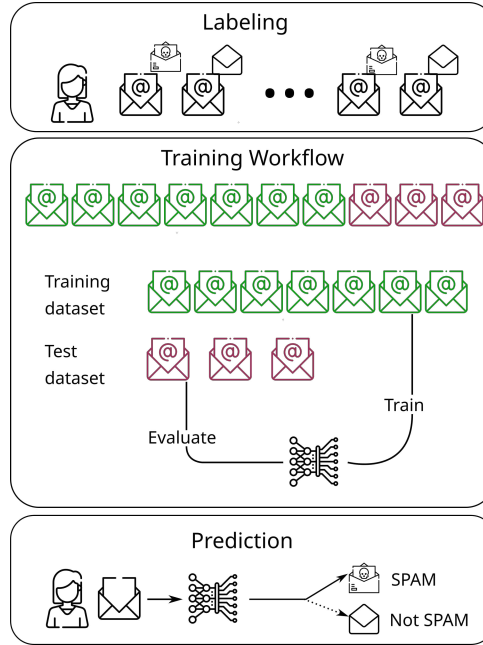 Labeling
@ @ @ @
Training Workflow
@ @ @ @ @ @ @ @ @ @
Training
dataset
@ @ @ @ @ @ @
Test
dataset
@ @ @
Train
Evaluate
Prediction
SPAM
Not SPAM